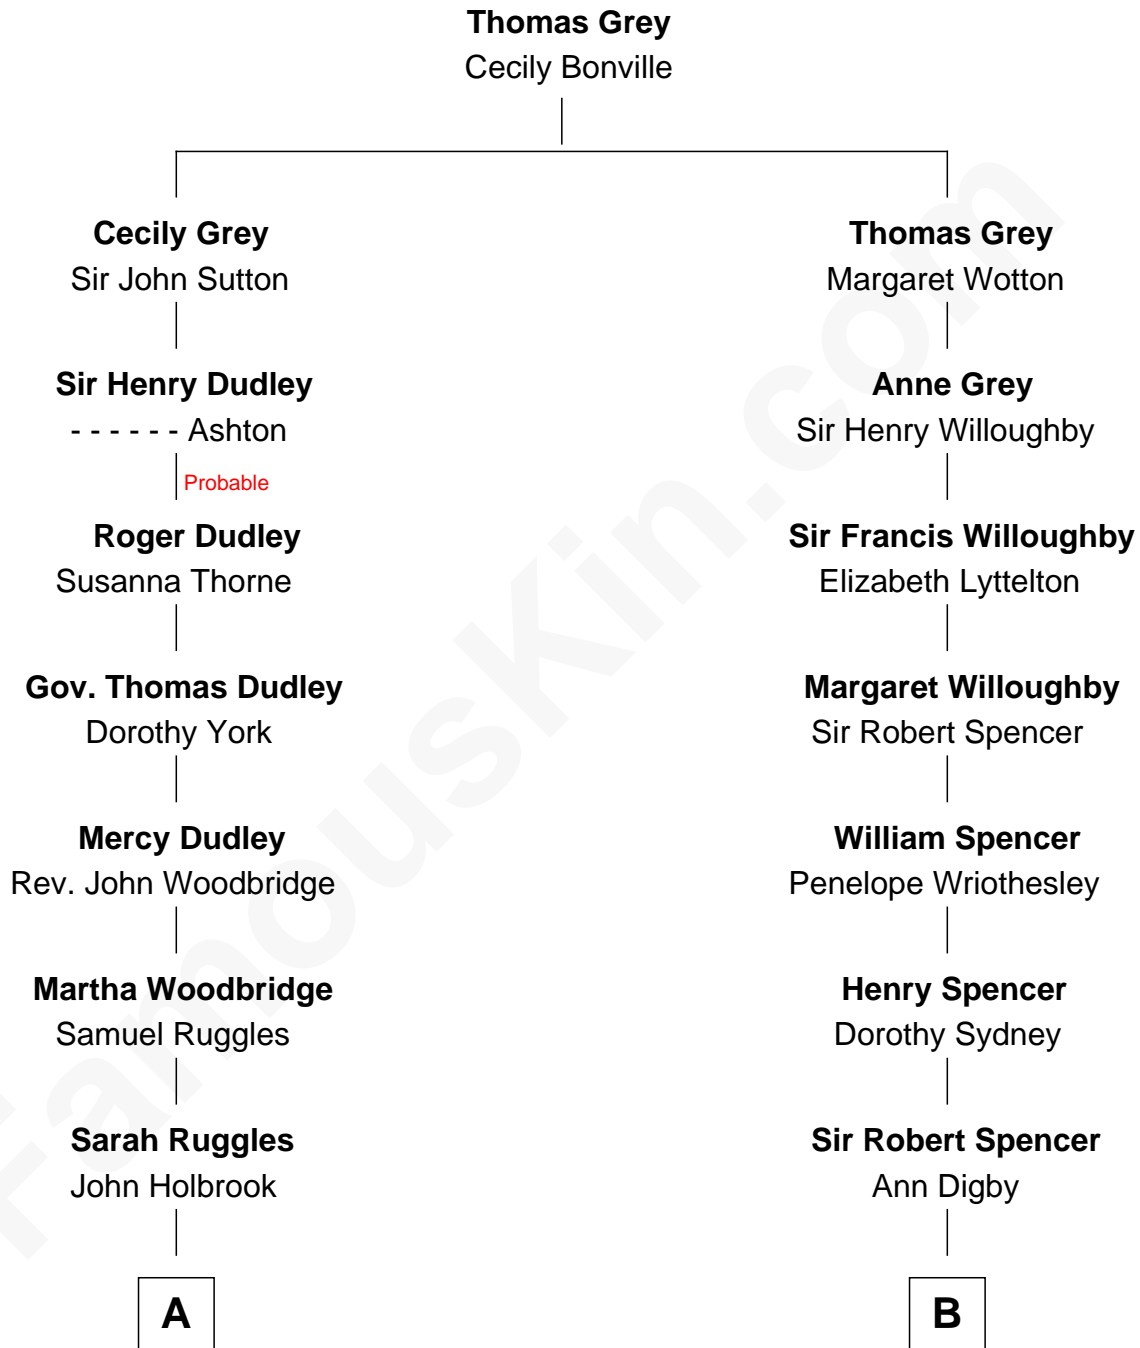 Thomas Grey
Cecily Bonville
Cecily Grey
Sir John Sutton
Thomas Grey
Margaret Wotton
Sir Henry Dudley
- - - - - - Ashton
Anne Grey
Sir Henry Willoughby
Probable
Roger Dudley
Susanna Thorne
Sir Francis Willoughby
Elizabeth Lyttelton
Gov. Thomas Dudley
Dorothy York
Margaret Willoughby
Sir Robert Spencer
Mercy Dudley
Rev. John Woodbridge
William Spencer
Penelope Wriothesley
Martha Woodbridge
Samuel Ruggles
Henry Spencer
Dorothy Sydney
Sarah Ruggles
John Holbrook
Sir Robert Spencer
Ann Digby
A
B
FamousKin.com